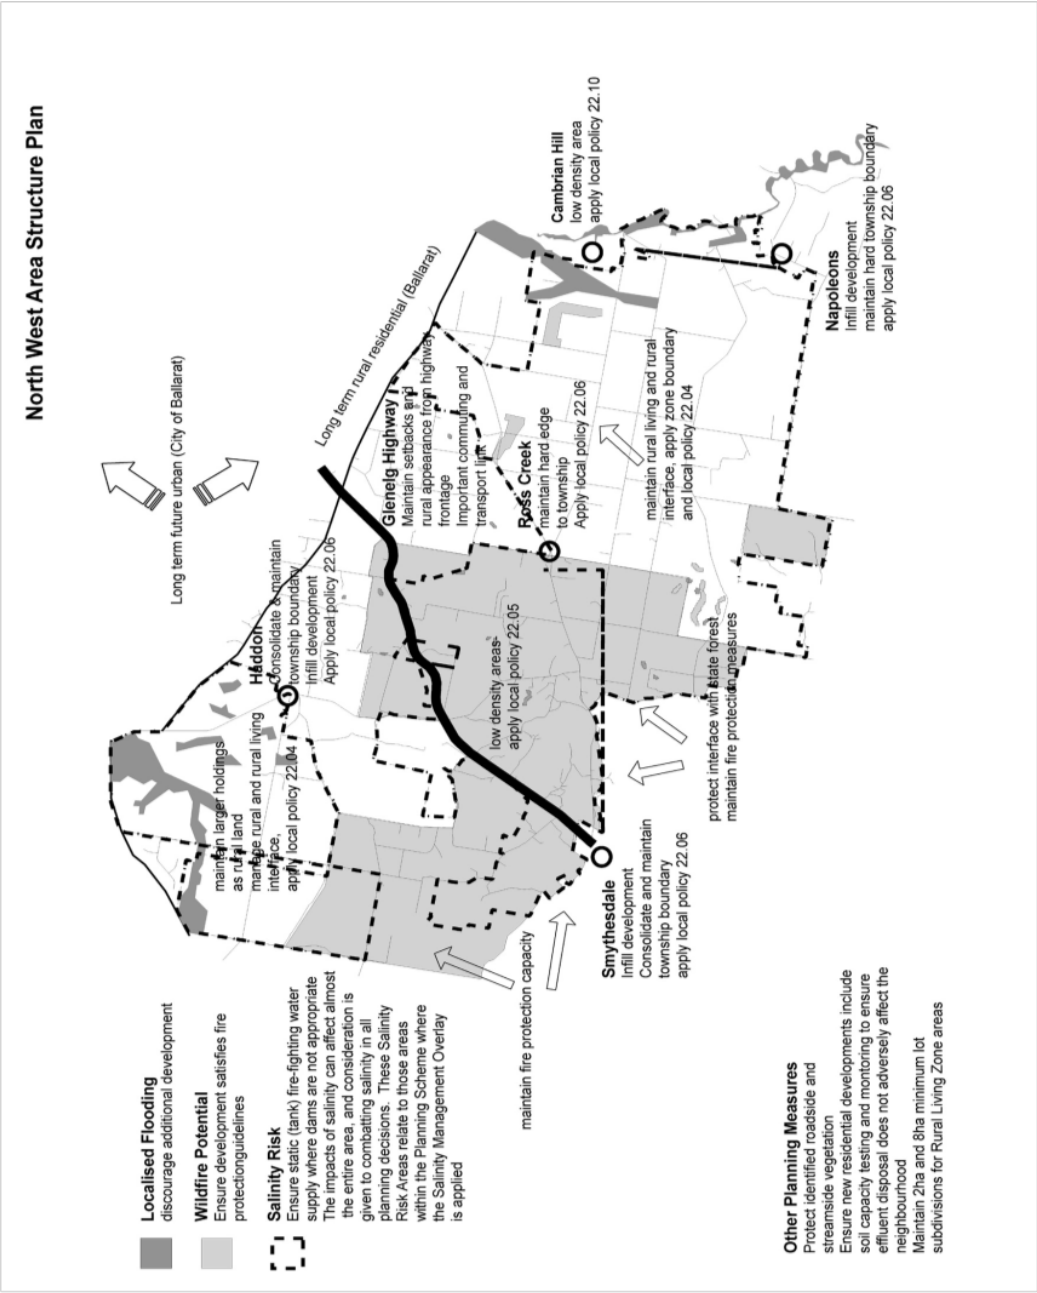 North West Area Structure Plan
Long term future urban (City of Ballarat)
Long term rural residential (Ballarat)
Haddon
Consolidate & maintain
township boundary
Infill development
Apply local policy 22.06
maintain larger holdings
as rural land
manage rural and rural living
interface,
apply local policy 22.04
Glenelg Highway
Maintain setbacks and
rural appearance from highway
frontage
Important commuting and
transport link
Ross Creek
maintain hard edge
to township
Apply local policy 22.06
Cambrian Hill
low density area
apply local policy 22.10
Napoleons
Infill development
maintain hard township boundary
apply local policy 22.06
maintain rural living and rural
interface, apply zone boundary
and local policy 22.04
low density areas-
apply local policy 22.05
protect interface with state forest
maintain fire protection measures
Smythesdale
Infill development
Consolidate and maintain
township boundary
apply local policy 22.06
maintain fire protection capacity
Localised Flooding
discourage additional development
Wildfire Potential
Ensure development satisfies fire
protectionguidelines
Salinity Risk
Ensure static (tank) fire-fighting water
supply where dams are not appropriate
The impacts of salinity can affect almost
the entire area, and consideration is
given to combatting salinity in all
planning decisions. These Salinity
Risk Areas relate to those areas
within the Planning Scheme where
the Salinity Management Overlay
is applied
Other Planning Measures
Protect identified roadside and
streamside vegetation
Ensure new residential developments include
soil capacity testing and montoring to ensure
effluent disposal does not adversely affect the
neighbourhood
Maintain 2ha and 8ha minimum lot
subdivisions for Rural Living Zone areas